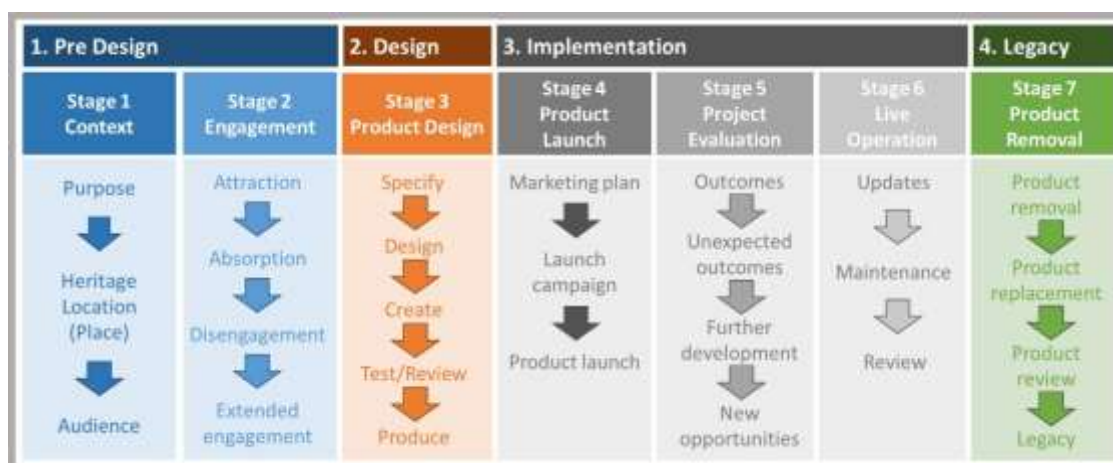 1. Pre Design
2. Design
3. Implementation
4. Legacy
Stage 1
Context
Stage 2
Engagement
Stage 3
Product Design
Stage 4
Product
Launch
Stage 5
Project
Evaluation
Stage 6
Live
Operation
Stage 7
Product
Removal
Purpose
Heritage
Location
(Place)
Audience
Attraction
Absorption
Disengagement
Extended
engagement
Specify
Design
Create
Test/Review
Produce
Marketing plan
Launch
campaign
Product launch
Outcomes
Unexpected
outcomes
Further
development
New
opportunities
Updates
Maintenance
Review
Product
removal
Product
replacement
Product
review
Legacy